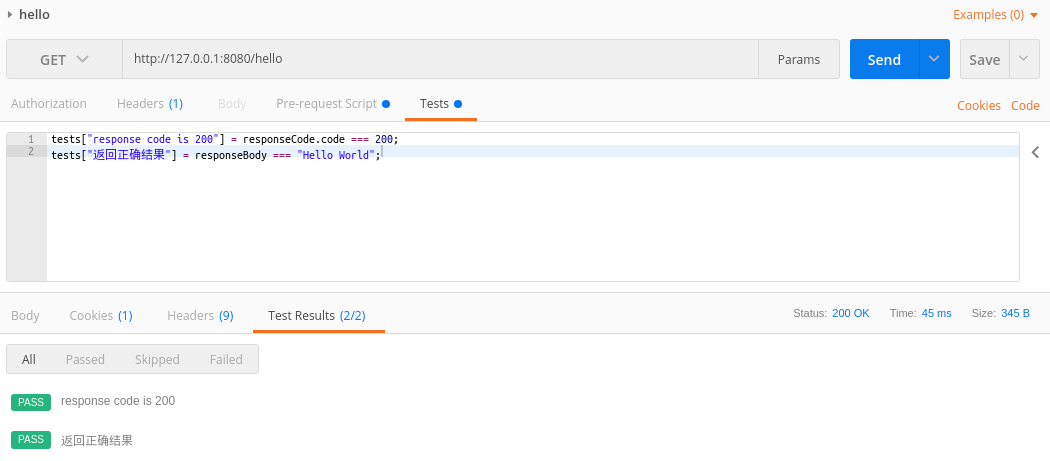 hello Examples (0)
GET http://127.0.0.1:8080/hello Params Send Save
Authorization Headers (1) Body Pre-request Script Tests Cookies Code
1 tests["response code is 200"] = responseCode.code === 200;
2 tests["返回正确结果"] = responseBody === "Hello World";
Body Cookies (1) Headers (9) Test Results (2/2) Status: 200 OK Time: 45 ms Size: 345 B
All Passed Skipped Failed
PASS response code is 200
PASS 返回正确结果